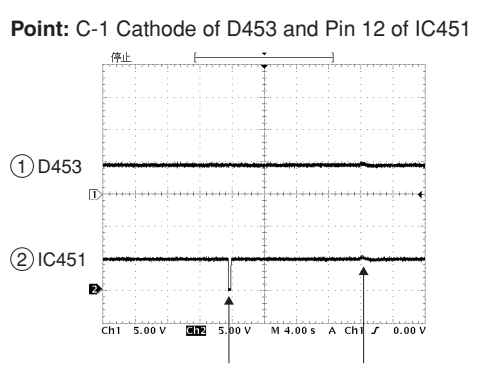 Point: C-1 Cathode of D453 and Pin 12 of IC451
停止
① D453
1
② IC451
2
Ch1 5.00 V Ch2 5.00 V M 4.00 s A Ch1 0.00 V